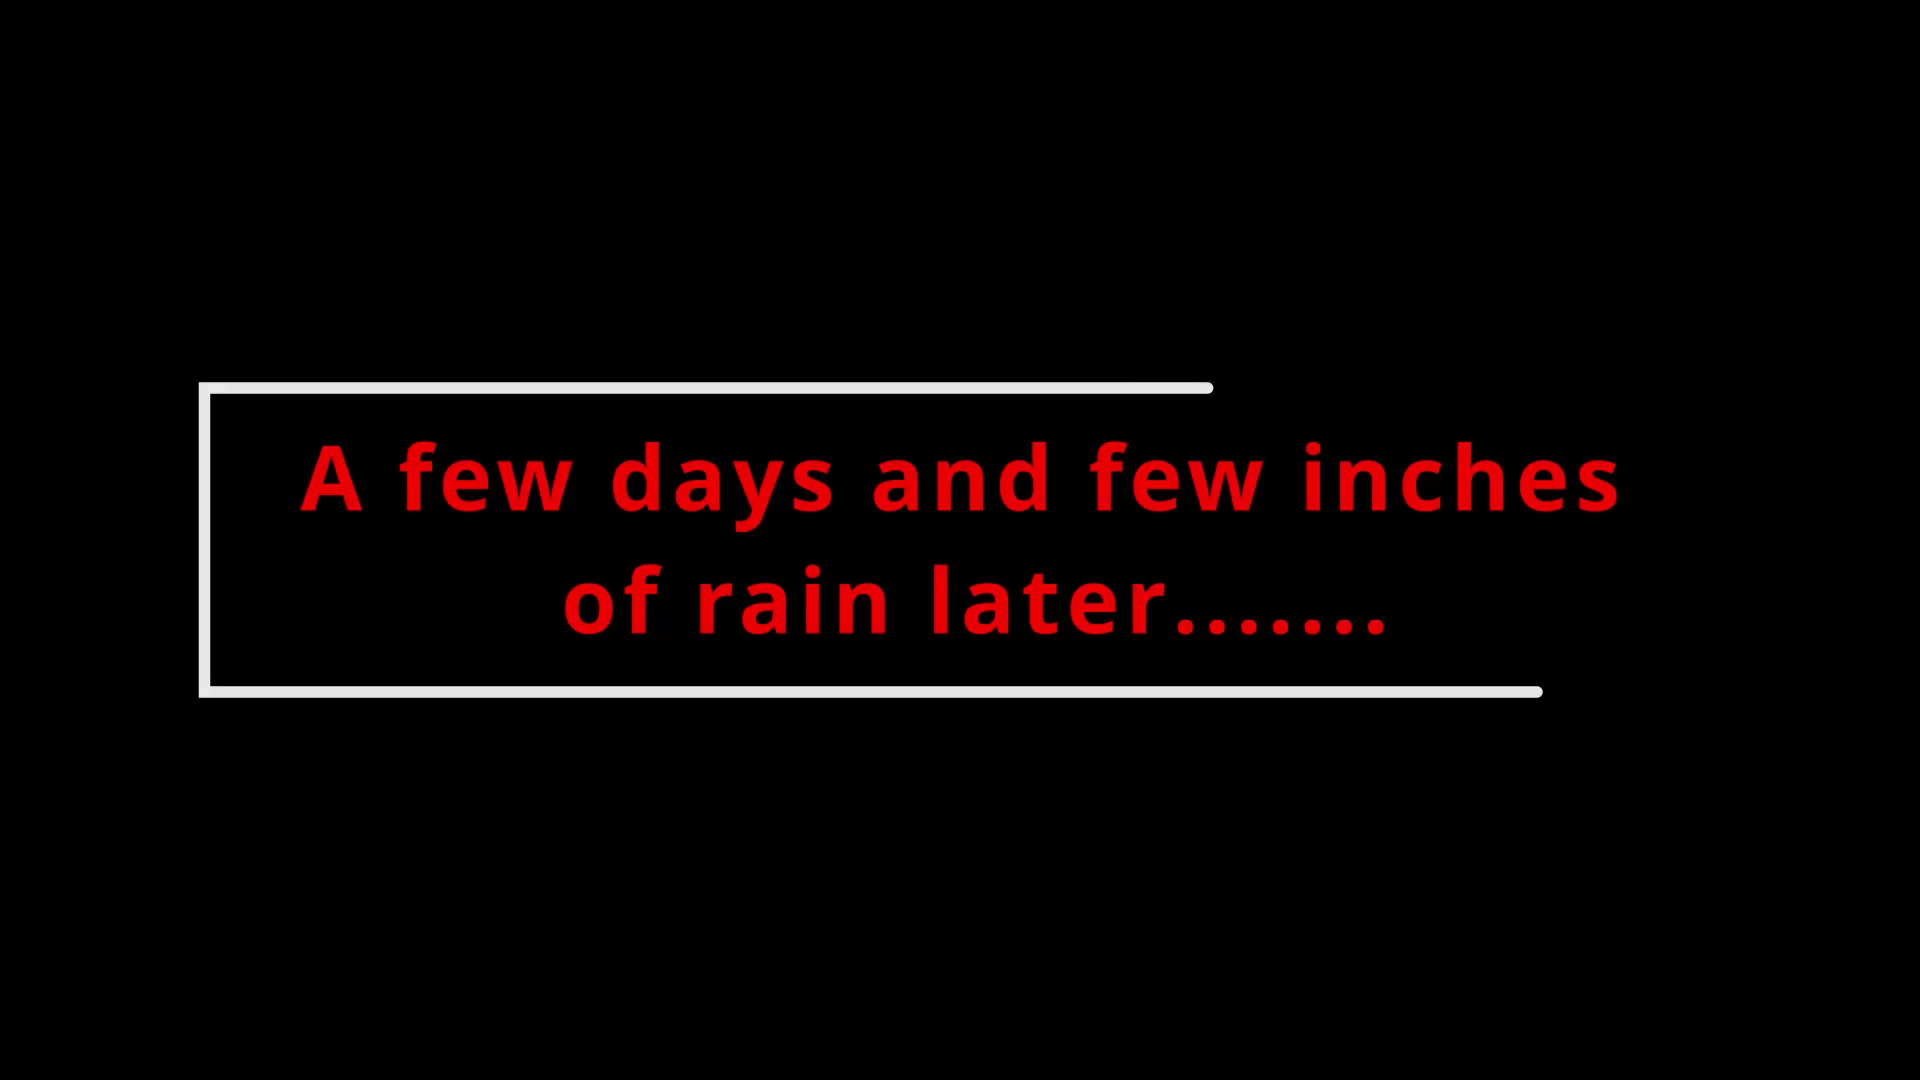 A few days and few inches
of rain later.......